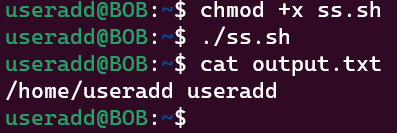 useradd@BOB:~$ chmod +x ss.sh
useradd@BOB:~$ ./ss.sh
useradd@BOB:~$ cat output.txt
/home/useradd useradd
useradd@BOB:~$